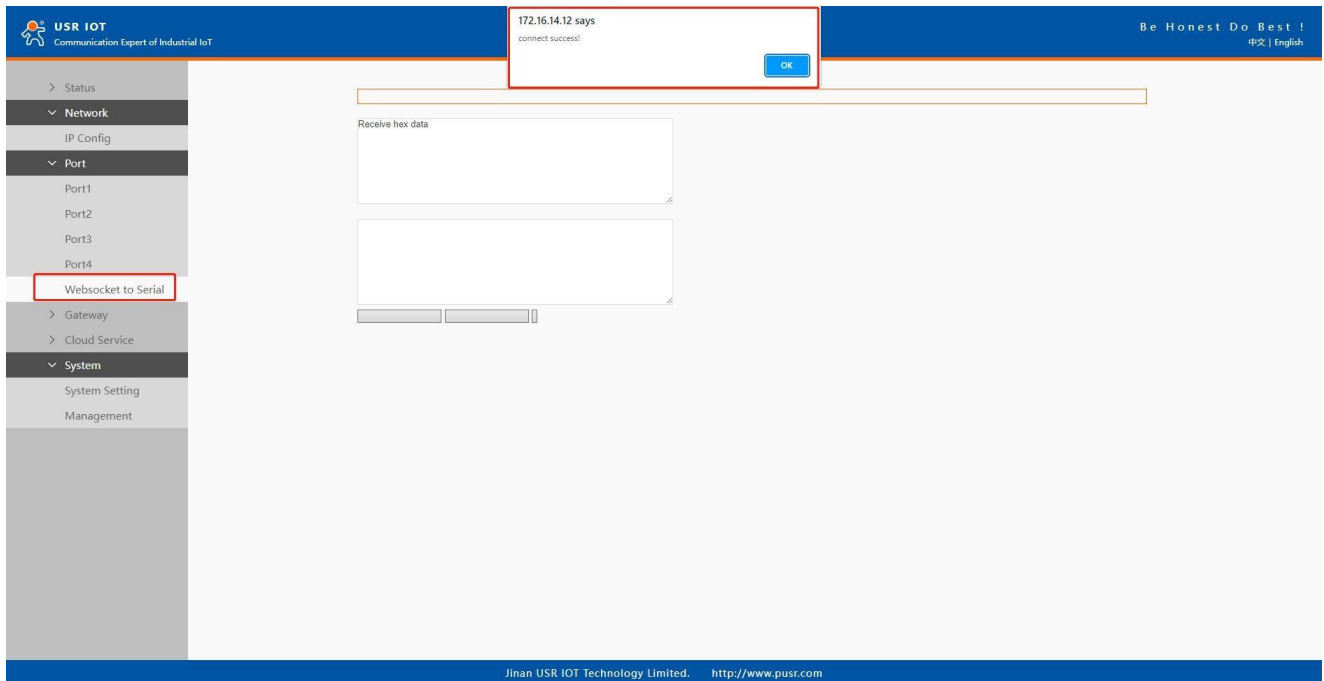 USR IOT
Communication Expert of Industrial IoT
172.16.14.12 says
connect success!
OK
Be Honest Do Best !
中文 | English
Status
Network
IP Config
Port
Port1
Port2
Port3
Port4
Websocket to Serial
Gateway
Cloud Service
System
System Setting
Management
Receive hex data
Jinan USR IOT Technology Limited. http://www.pusr.com